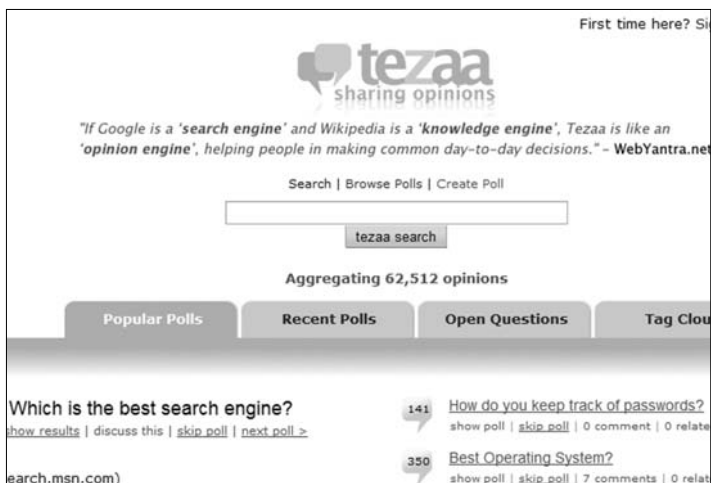 First time here?
tezaa
sharing opinions
"If Google is a 'search engine' and Wikipedia is a 'knowledge engine', Tezaa is like an
'opinion engine', helping people in making common day-to-day decisions." – WebYantra.net
Search | Browse Polls | Create Poll
tezaa search
Aggregating 62,512 opinions
Popular Polls
Recent Polls
Open Questions
Tag Clou
Which is the best search engine?
show results | discuss this | skip poll | next poll >
earch.msn.com)
141
How do you keep track of passwords?
show poll | skip poll | 0 comment | 0 relate
350
Best Operating System?
show poll | skip poll | 7 comments | 0 relat